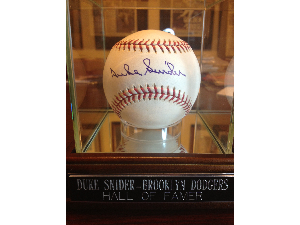 Duke Snider
DUKE SNIDER-BROOKLYN DODGERS
HALL OF FAMER